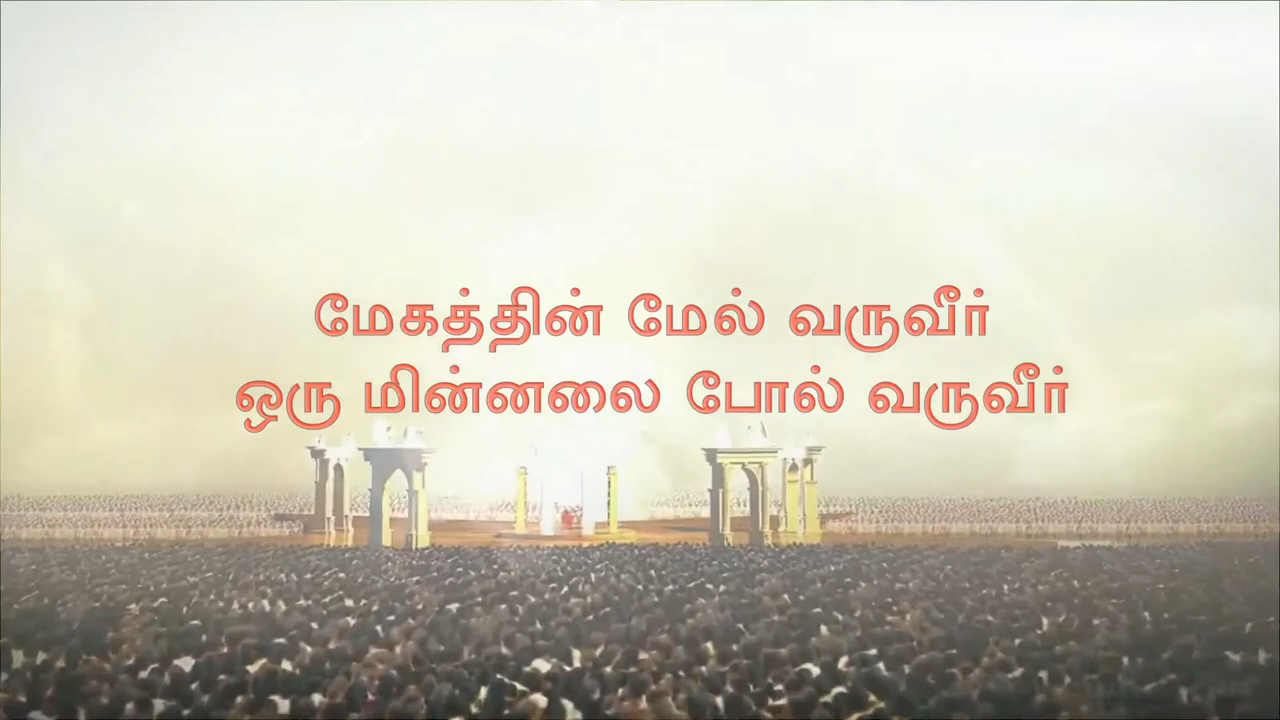 மேகத்தின் மேல் வருவீர்
ஒரு மின்னலை போல் வருவீர்